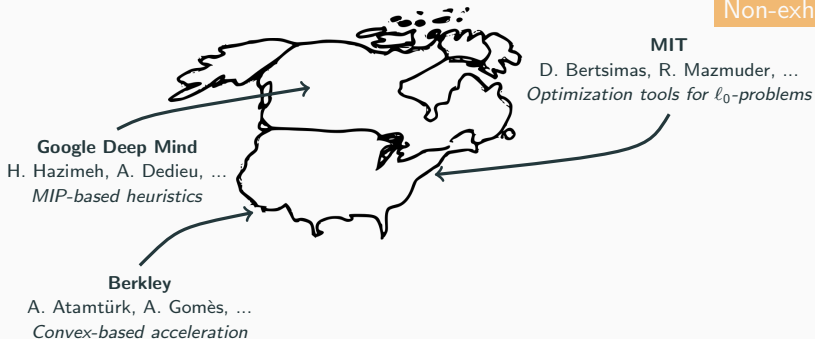 Non-exh
MIT
D. Bertsimas, R. Mazmuder, ...
Optimization tools for ℓ0-problems
Google Deep Mind
H. Hazimeh, A. Dedieu, ...
MIP-based heuristics
Berkley
A. Atamtürk, A. Gomès, ...
Convex-based acceleration